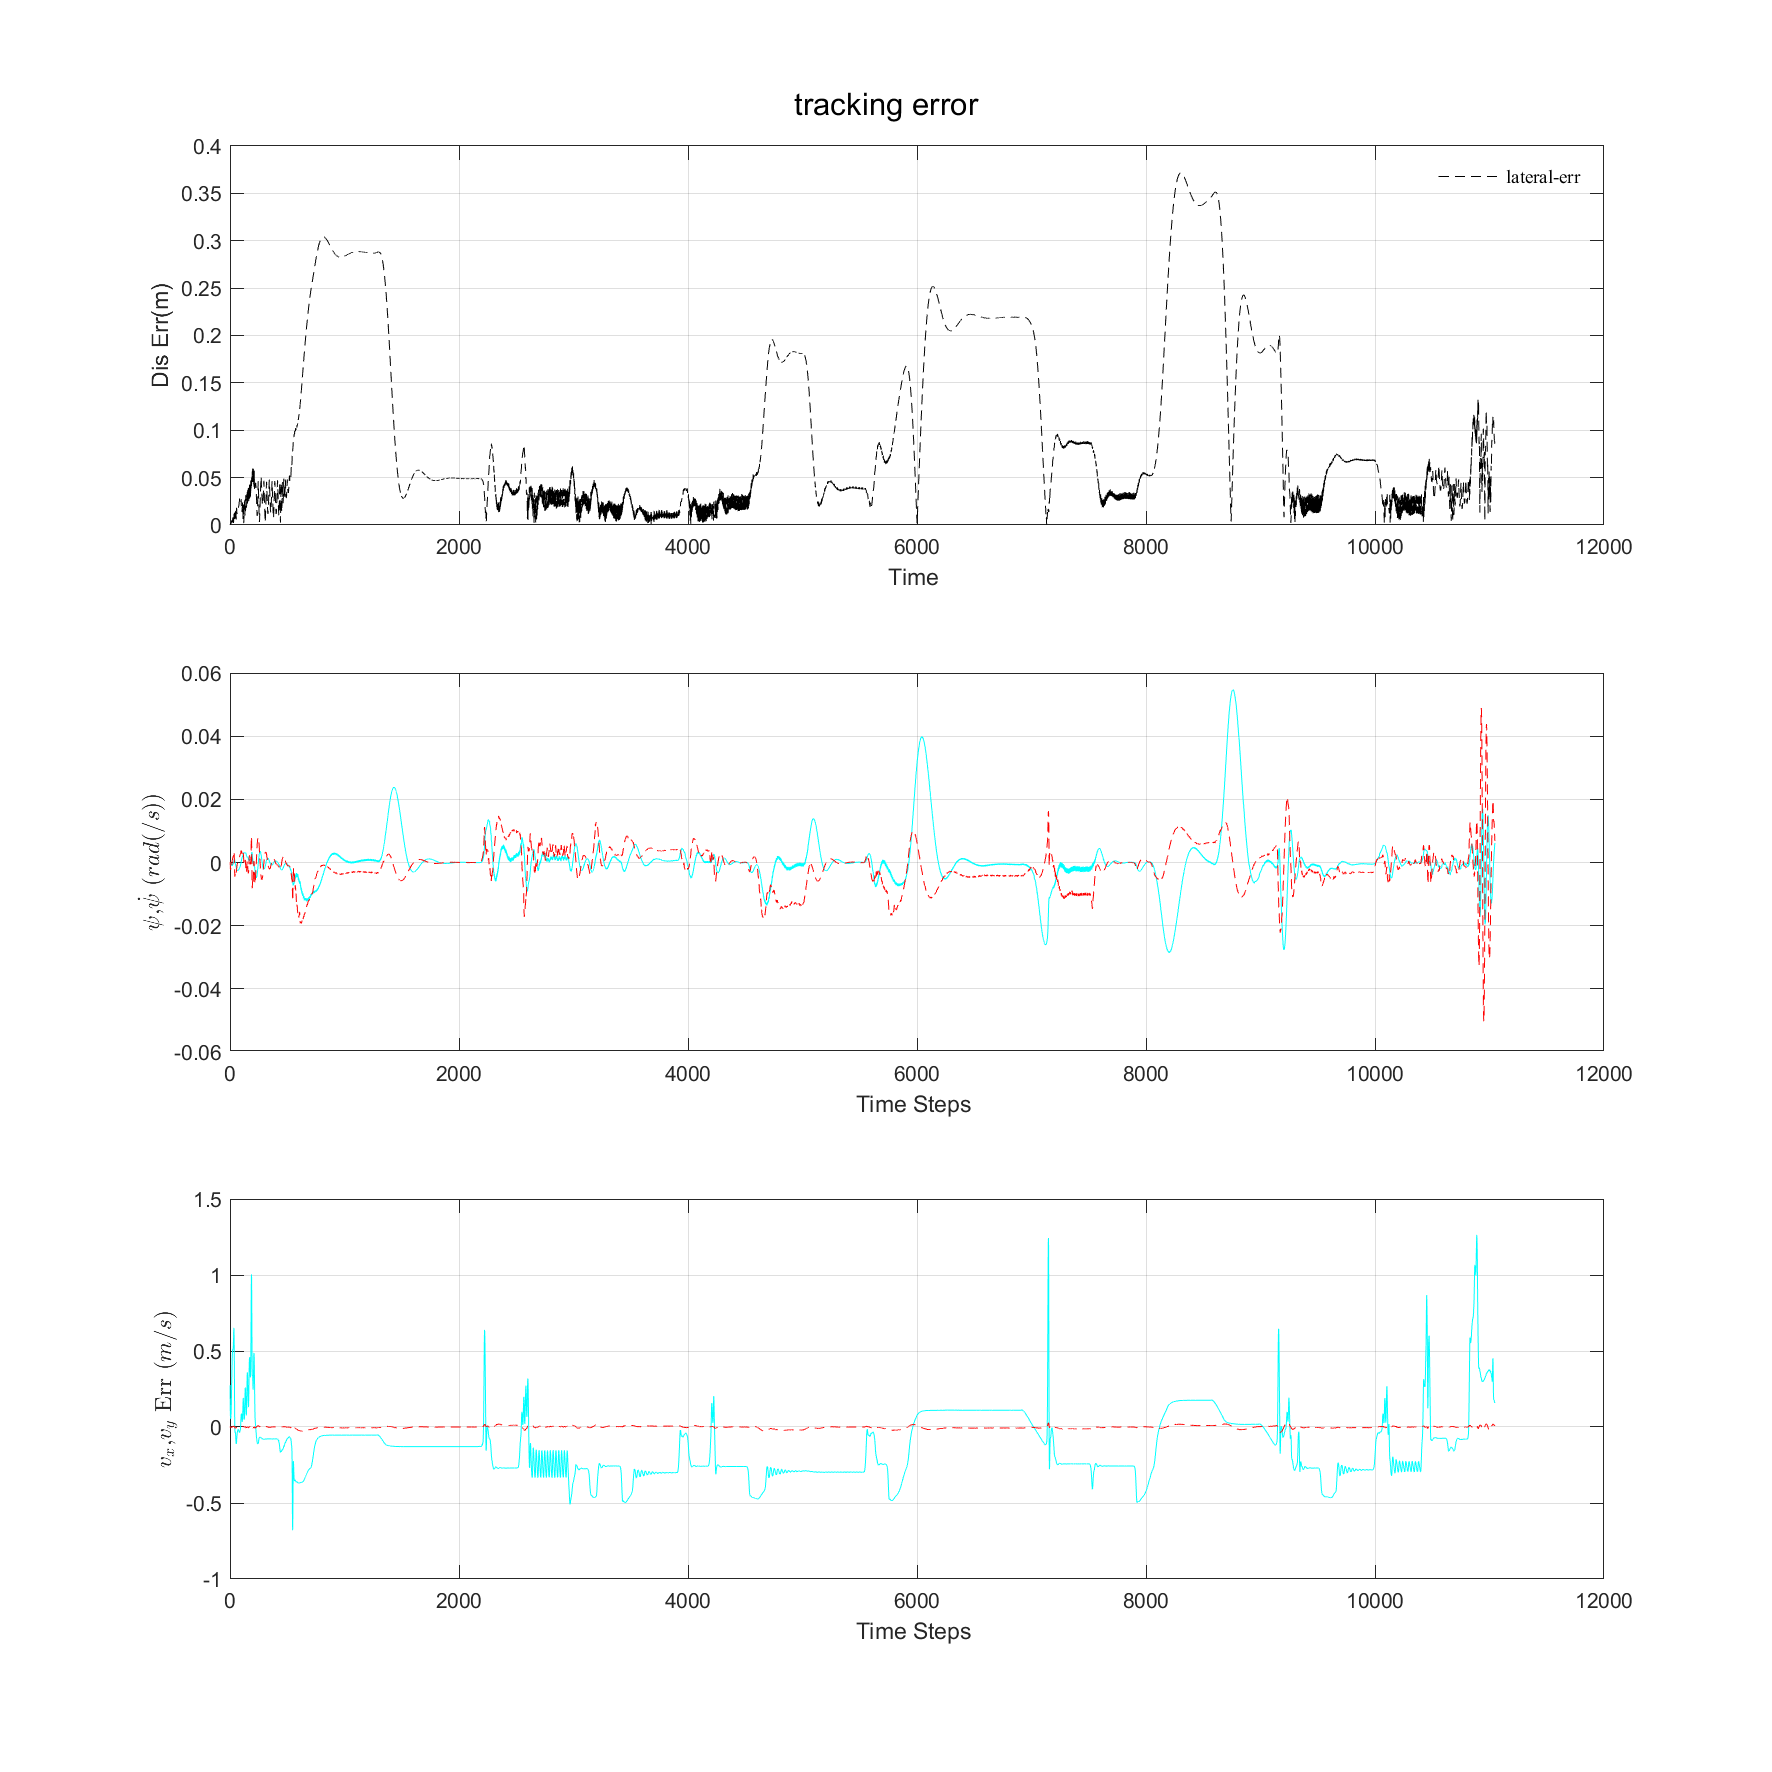 tracking error
0.4
0.35
0.3
0.25
0.2
0.15
0.1
0.05
0
Dis Err(m)
lateral-err
0 2000 4000 6000 8000 10000 12000
Time
0.06
0.04
0.02
0
-0.02
-0.04
-0.06
ψ,ψ̇ (rad(/s))
0 2000 4000 6000 8000 10000 12000
Time Steps
1.5
1
0.5
0
-0.5
-1
v_x,v_y Err (m/s)
0 2000 4000 6000 8000 10000 12000
Time Steps